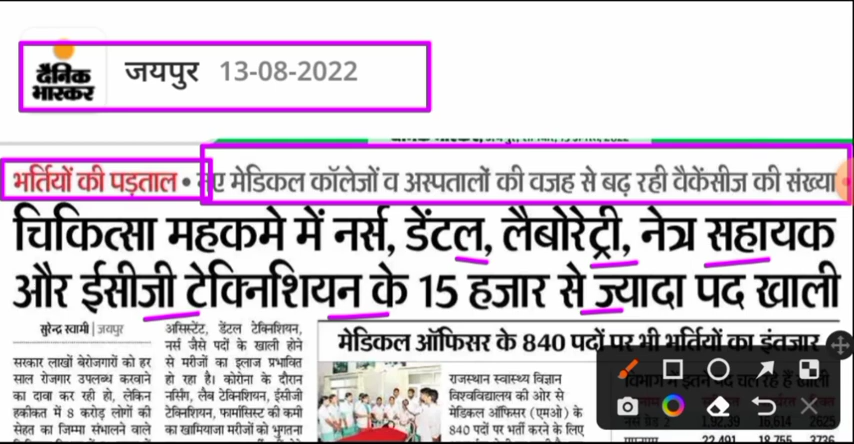 दैनिक
भास्कर
जयपुर 13-08-2022
भर्तियों की पड़ताल • नए मेडिकल कॉलेजों व अस्पतालों की वजह से बढ़ रही वैकेंसीज की संख्या
चिकित्सा महकमे में नर्स, डेंटल, लैबोरेट्री, नेत्र सहायक
और ईसीजी टेक्निशियन के 15 हजार से ज्यादा पद खाली
सुरेन्द्र स्वामी | जयपुर
सरकार लाखों बेरोजगारों को हर
साल रोजगार उपलब्ध करवाने
का दावा कर रही हो, लेकिन
हकीकत में 8 करोड़ लोगों की
सेहत का जिम्मा संभालने वाले
असिस्टेंट, डेंटल टेक्निशियन,
नर्स जैसे पदों के खाली होने
से मरीजों का इलाज प्रभावित
हो रहा है। कोरोना के दौरान
नर्सिंग, लैब टेक्निशियन, ईसीजी
टेक्निशियन, फार्मासिस्ट की कमी
का खामियाजा मरीजों को भुगतना
मेडिकल ऑफिसर के 840 पदों पर भी भर्तियों का इंतजार
राजस्थान स्वास्थ्य विज्ञान
विश्वविद्यालय की ओर से
मेडिकल ऑफिसर (एमओ) के
840 पदों पर भर्ती करने के लिए
22,491 18,755 3736